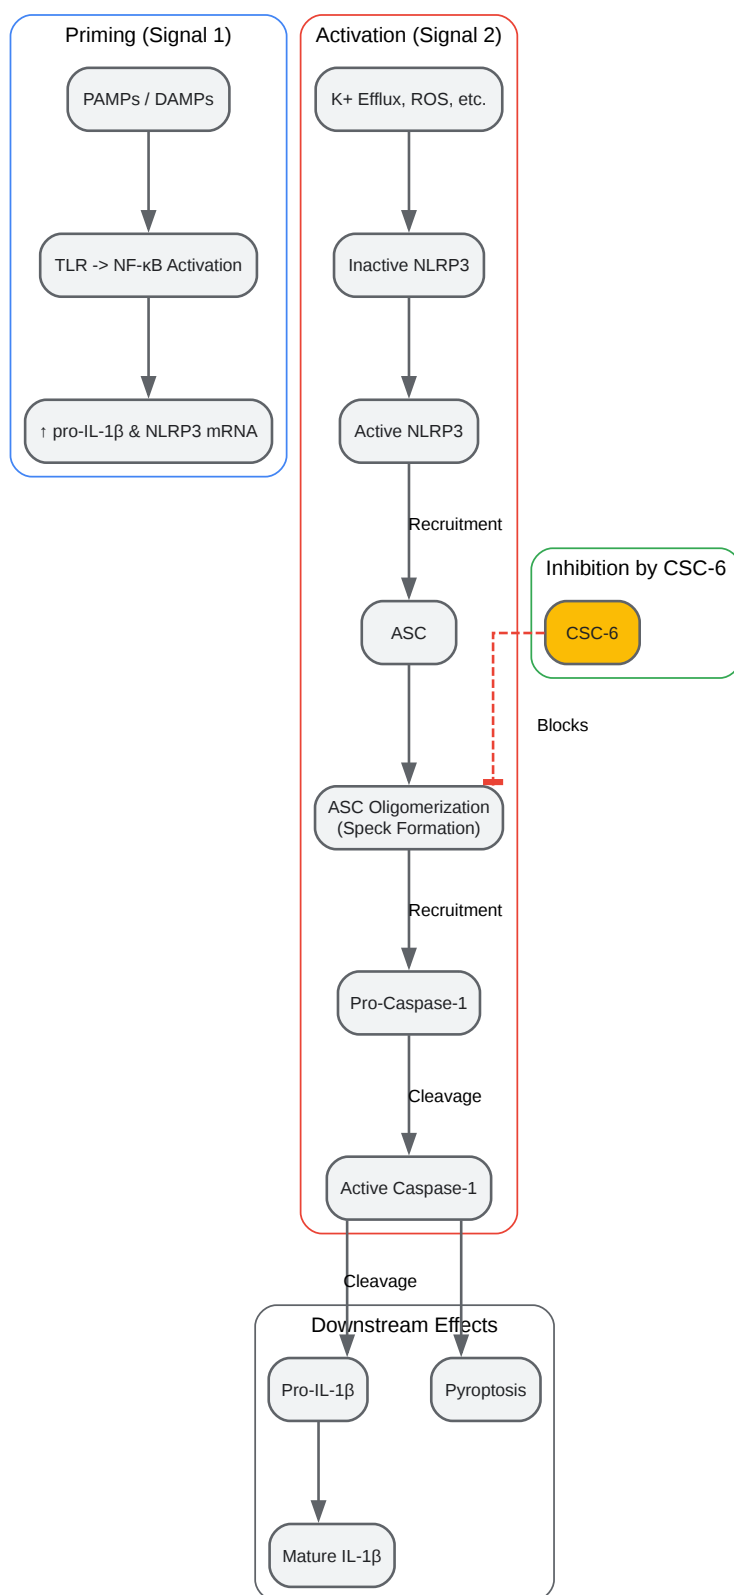 Priming (Signal 1)
PAMPs / DAMPs
TLR -> NF-κB Activation
↑ pro-IL-1β & NLRP3 mRNA
Activation (Signal 2)
K+ Efflux, ROS, etc.
Inactive NLRP3
Active NLRP3
Recruitment
ASC
Inhibition by CSC-6
CSC-6
Blocks
ASC Oligomerization
(Speck Formation)
Recruitment
Pro-Caspase-1
Cleavage
Active Caspase-1
Cleavage
Downstream Effects
Pro-IL-1β
Pyroptosis
Mature IL-1β